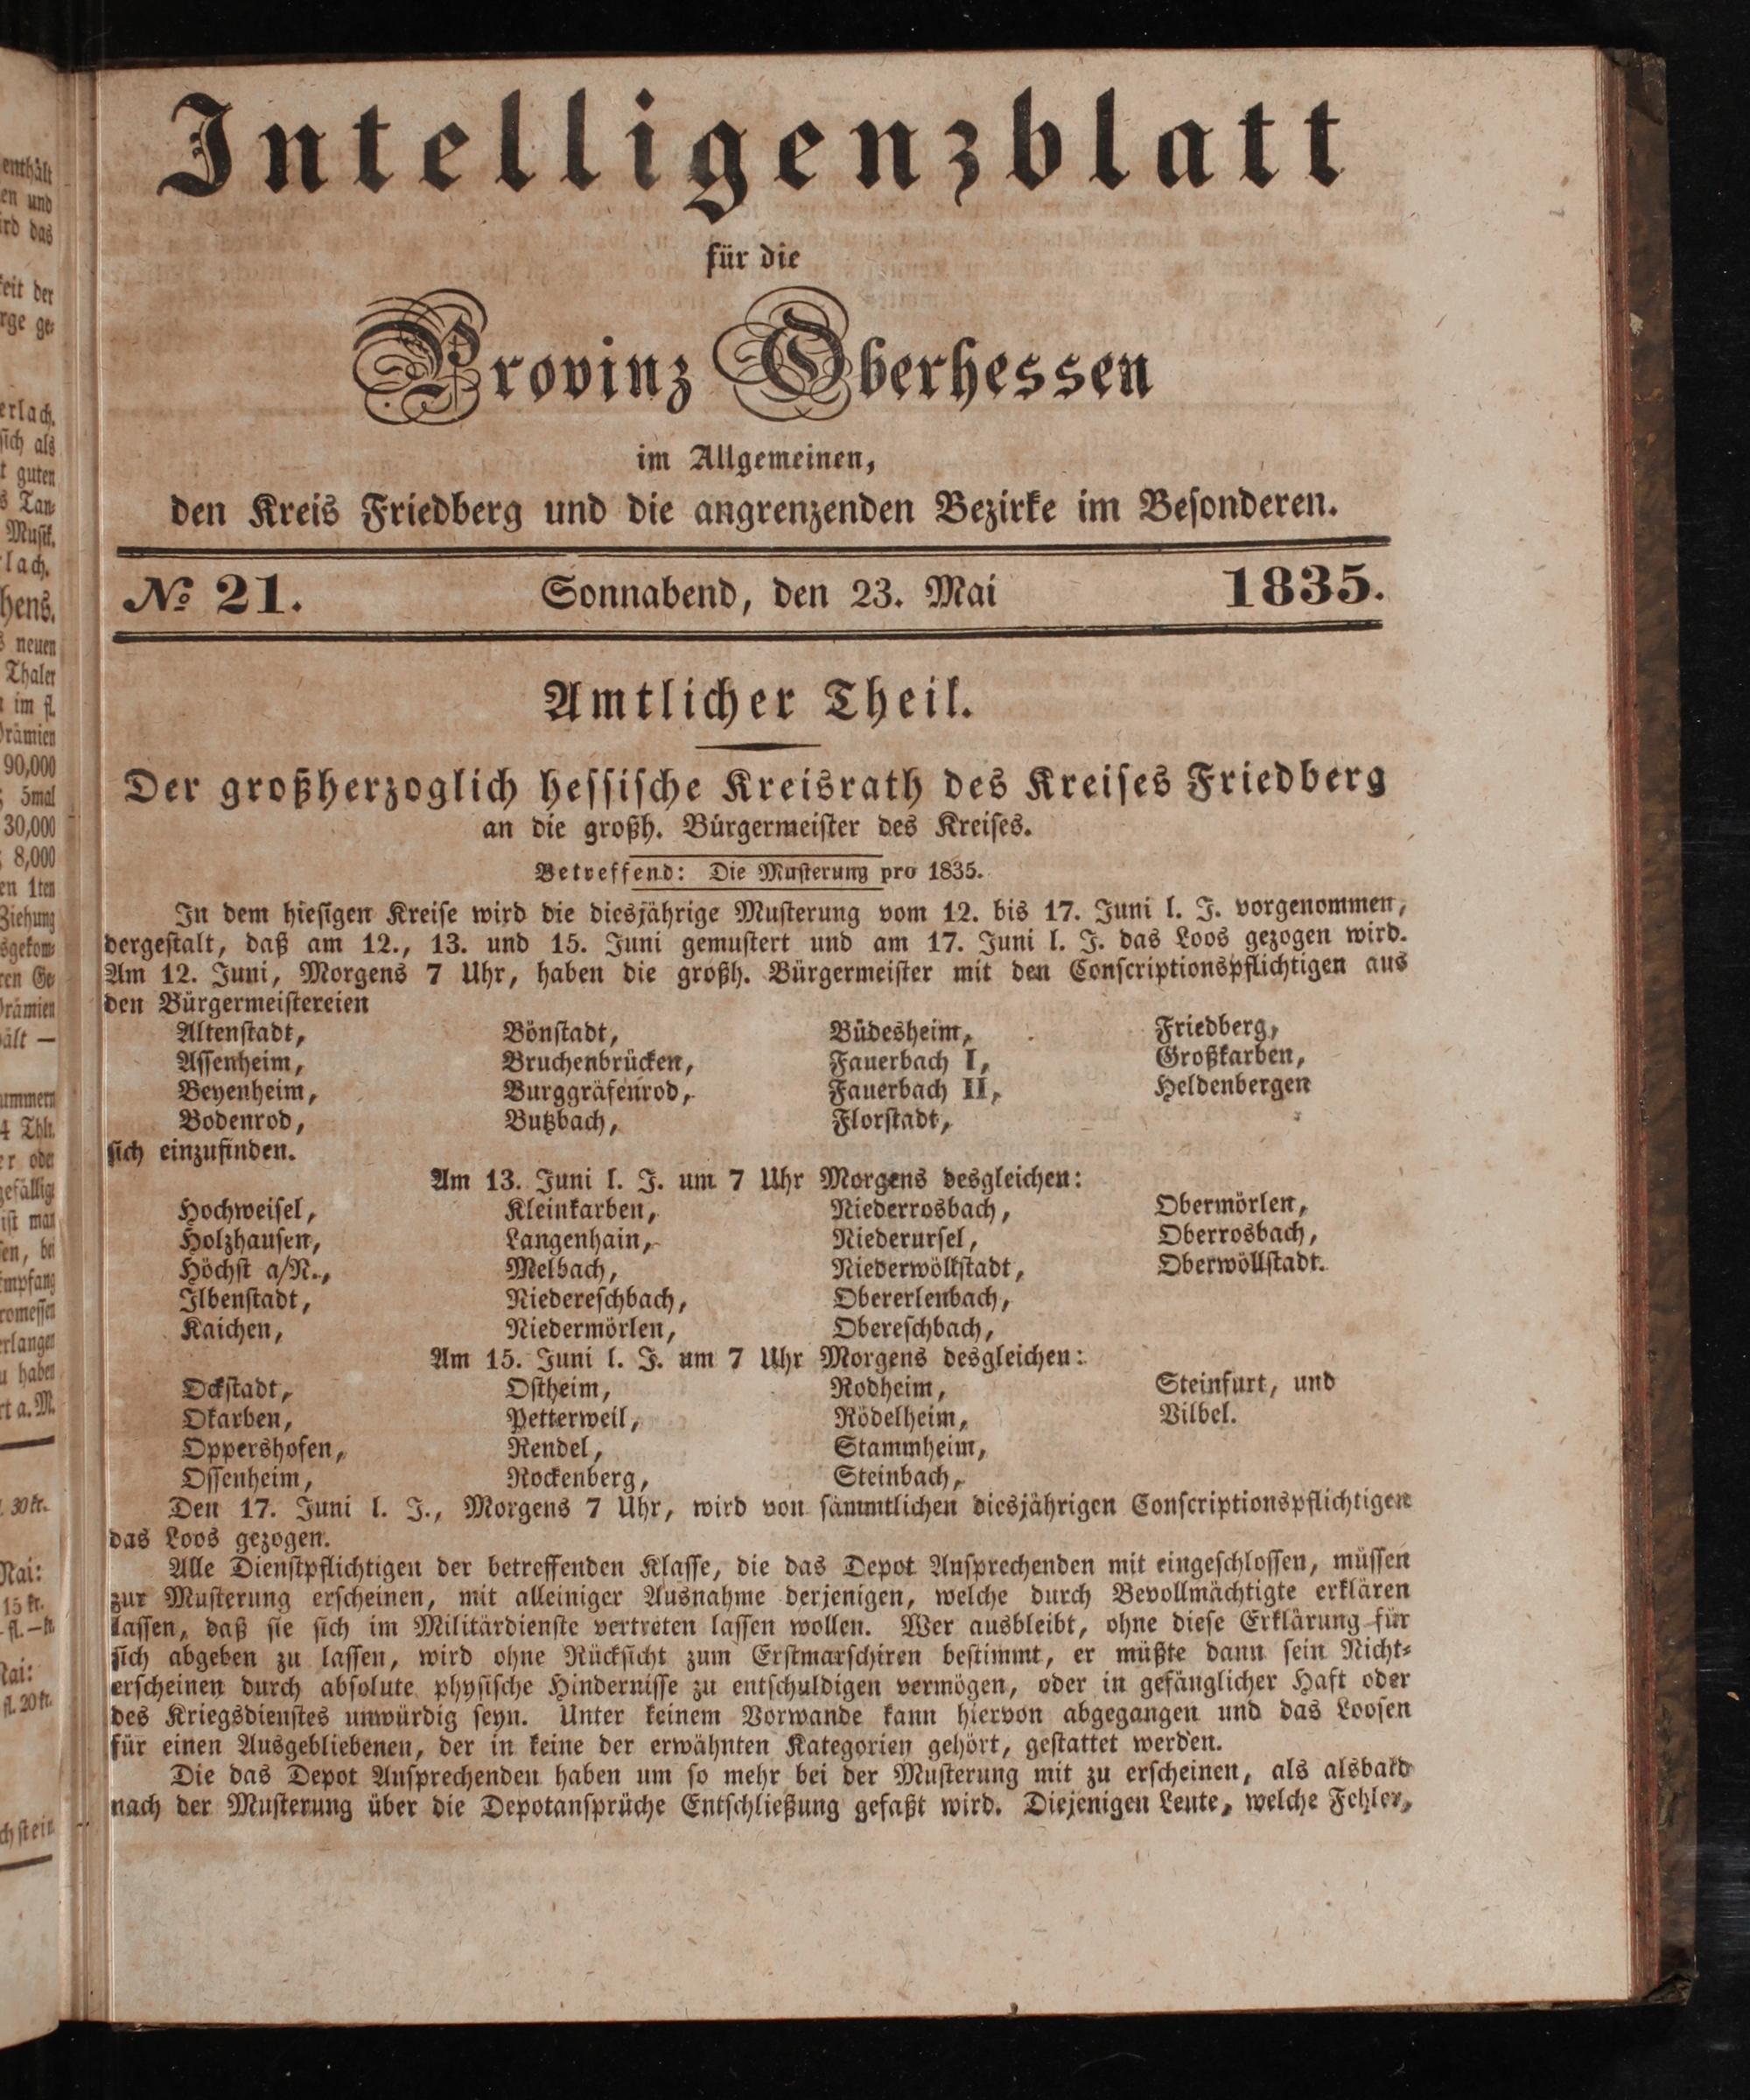 Intelligenzblatt
für die
Provinz Oberhessen
im Allgemeinen,
den Kreis Friedberg und die angrenzenden Bezirke im Besonderen.
№ 21. Sonnabend, den 23. Mai 1835.
Amtlicher Theil.
Der großherzoglich hessische Kreisrath des Kreises Friedberg
an die großh. Bürgermeister des Kreises.
Betreffend: Die Musterung pro 1835.
In dem hiesigen Kreise wird die diesjährige Musterung vom 12. bis 17. Juni l. J. vorgenommen,
dergestalt, daß am 12., 13. und 15. Juni gemustert und am 17. Juni l. J. das Loos gezogen wird.
Am 12. Juni, Morgens 7 Uhr, haben die großh. Bürgermeister mit den Conscriptionspflichtigen aus
den Bürgermeistereien
Altenstadt, Bönstadt, Büdesheim, Friedberg,
Assenheim, Bruchenbrücken, Fauerbach I, Großkarben,
Beyenheim, Burggräfenrod, Fauerbach II, Heldenbergen
Bodenrod, Butzbach, Florstadt,
sich einzufinden.
Am 13. Juni l. J. um 7 Uhr Morgens desgleichen:
Hochweisel, Kleinkarben, Niederrosbach, Obermörlen,
Holzhausen, Langenhain, Niederursel, Oberrosbach,
Höchst a/N., Melbach, Niederwöllstadt, Oberwöllstadt.
Ilbenstadt, Niedereschbach, Obererlenbach,
Kaichen, Niedermörlen, Obereschbach,
Am 15. Juni l. J. um 7 Uhr Morgens desgleichen:
Ockstadt, Ostheim, Rodheim, Steinfurt, und
Okarben, Petterweil, Rödelheim, Vilbel.
Oppershofen, Rendel, Stammheim,
Ossenheim, Rockenberg, Steinbach,
Den 17. Juni l. J., Morgens 7 Uhr, wird von sämmtlichen diesjährigen Conscriptionspflichtigen
das Loos gezogen.
Alle Dienstpflichtigen der betreffenden Klasse, die das Depot Ansprechenden mit eingeschlossen, müssen
zur Musterung erscheinen, mit alleiniger Ausnahme derjenigen, welche durch Bevollmächtigte erklären
lassen, daß sie sich im Militärdienste vertreten lassen wollen. Wer ausbleibt, ohne diese Erklärung für
sich abgeben zu lassen, wird ohne Rücksicht zum Erstmarschiren bestimmt, er müßte dann sein Nicht-
erscheinen durch absolute physische Hindernisse zu entschuldigen vermögen, oder in gefänglicher Haft oder
des Kriegsdienstes unwürdig seyn. Unter keinem Vorwande kann hiervon abgegangen und das Loosen
für einen Ausgebliebenen, der in keine der erwähnten Kategorien gehört, gestattet werden.
Die das Depot Ansprechenden haben um so mehr bei der Musterung mit zu erscheinen, als alsbald
nach der Musterung über die Depotansprüche Entschließung gefaßt wird. Diejenigen Leute, welche Fehler,